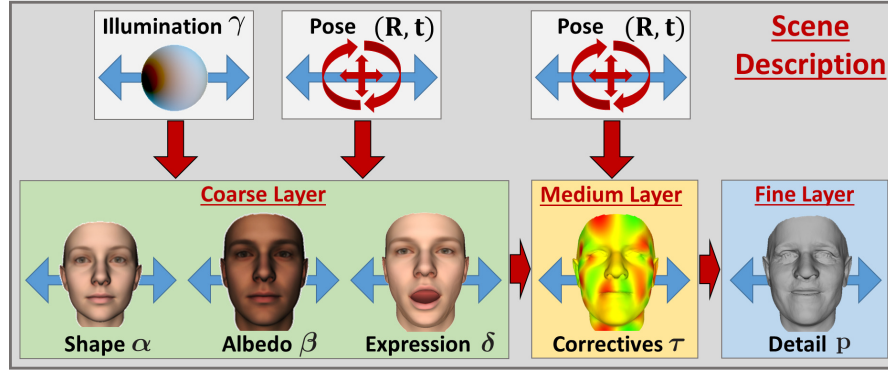 Illumination γ
Pose (R, t)
Pose (R, t)
Scene
Description
Coarse Layer
Medium Layer
Fine Layer
Shape α
Albedo β
Expression δ
Correctives τ
Detail p